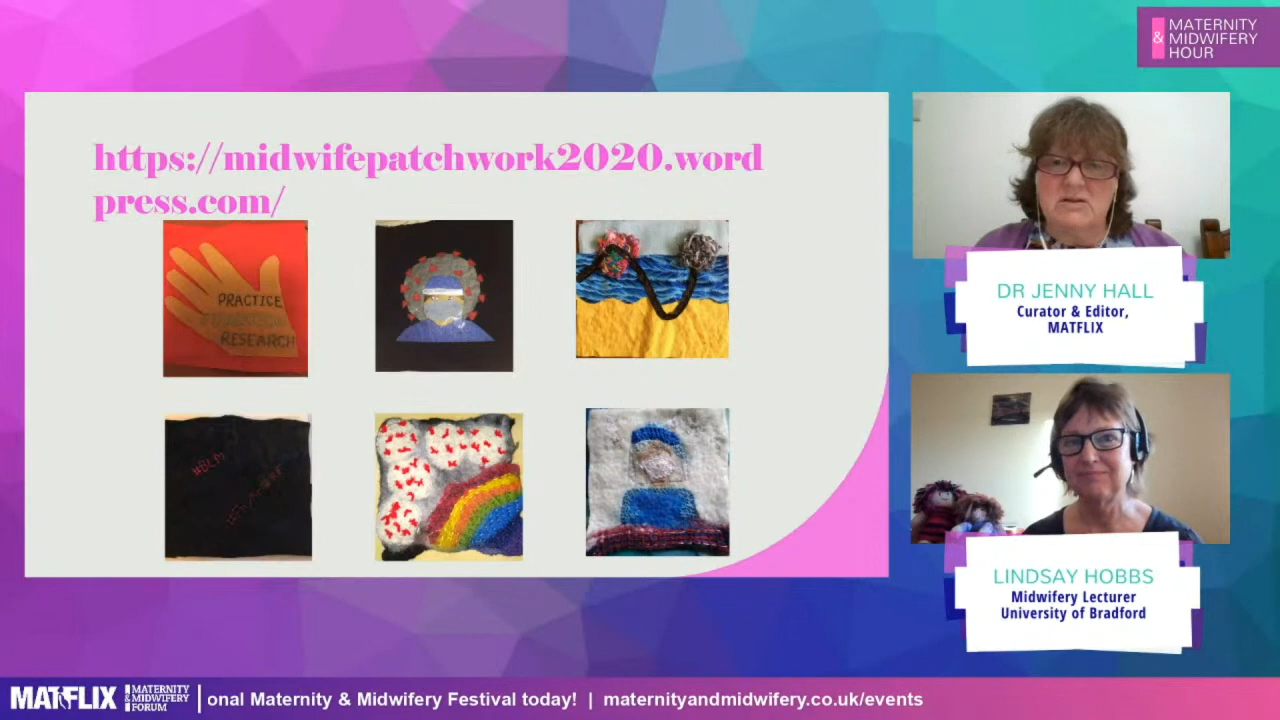 MATERNITY
& MIDWIFERY
HOUR
https://midwifepatchwork2020.word
press.com/
PRACTICE
RESEARCH
#BLM
DR JENNY HALL
Curator & Editor,
MATFLIX
LINDSAY HOBBS
Midwifery Lecturer
University of Bradford
MATFLIX
MATERNITY
& MIDWIFERY
FORUM
onal Maternity & Midwifery Festival today! | maternityandmidwifery.co.uk/events